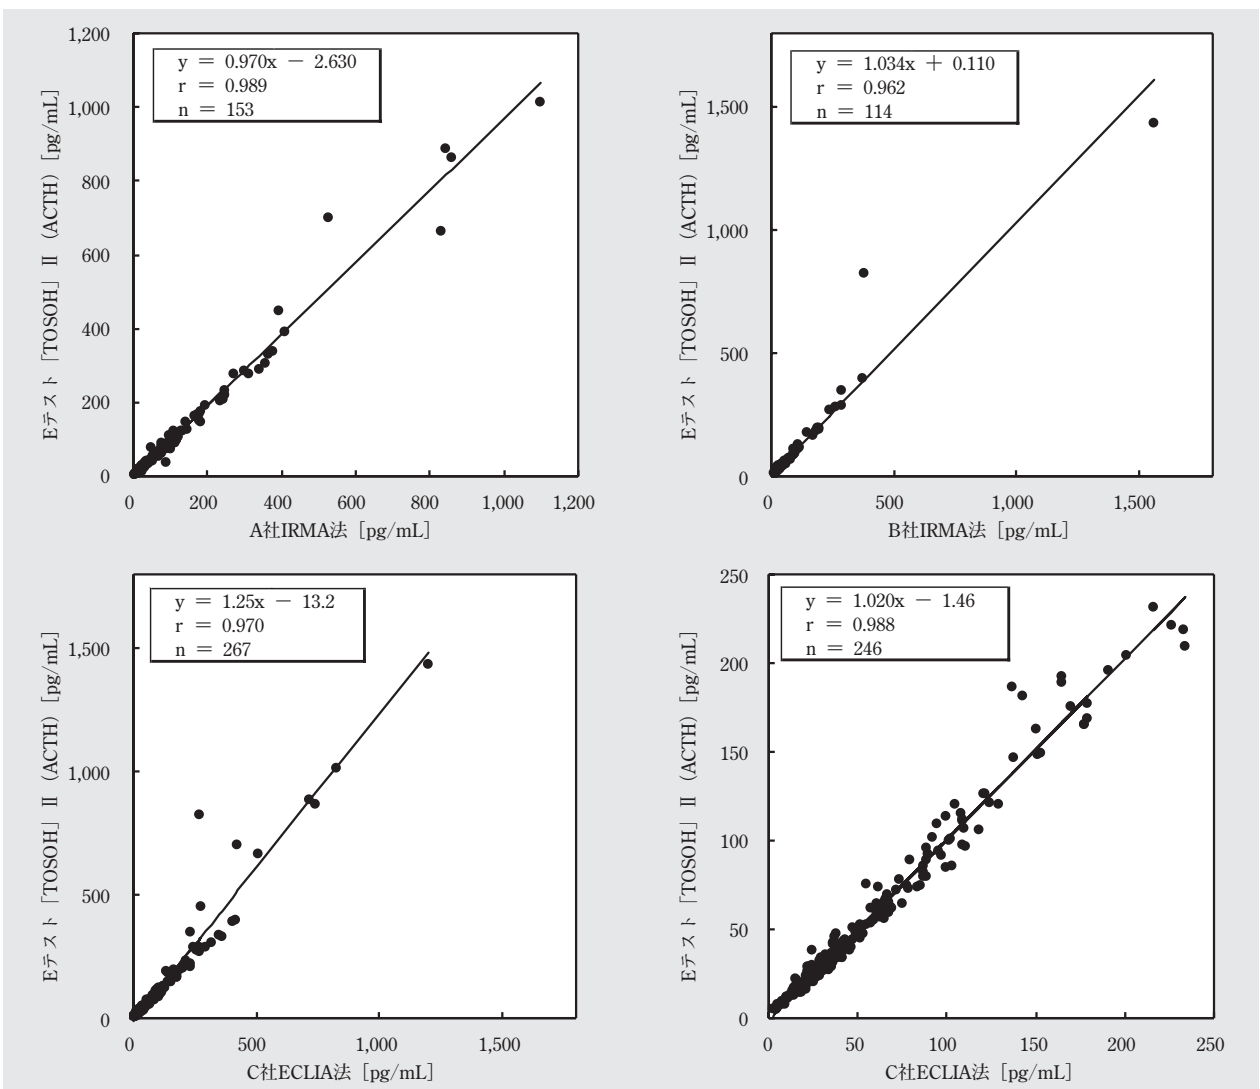 y = 0.970x − 2.630
r = 0.989
n = 153
1,200
1,000
800
600
400
200
0
Eテスト「TOSOH」Ⅱ(ACTH)[pg/mL]
0 200 400 600 800 1,000 1,200
A社IRMA法[pg/mL]
y = 1.034x + 0.110
r = 0.962
n = 114
1,500
1,000
500
0
Eテスト「TOSOH」Ⅱ(ACTH)[pg/mL]
0 500 1,000 1,500
B社IRMA法[pg/mL]
y = 1.25x − 13.2
r = 0.970
n = 267
1,500
1,000
500
0
Eテスト「TOSOH」Ⅱ(ACTH)[pg/mL]
0 500 1,000 1,500
C社ECLIA法[pg/mL]
y = 1.020x − 1.46
r = 0.988
n = 246
250
200
150
100
50
0
Eテスト「TOSOH」Ⅱ(ACTH)[pg/mL]
0 50 100 150 200 250
C社ECLIA法[pg/mL]